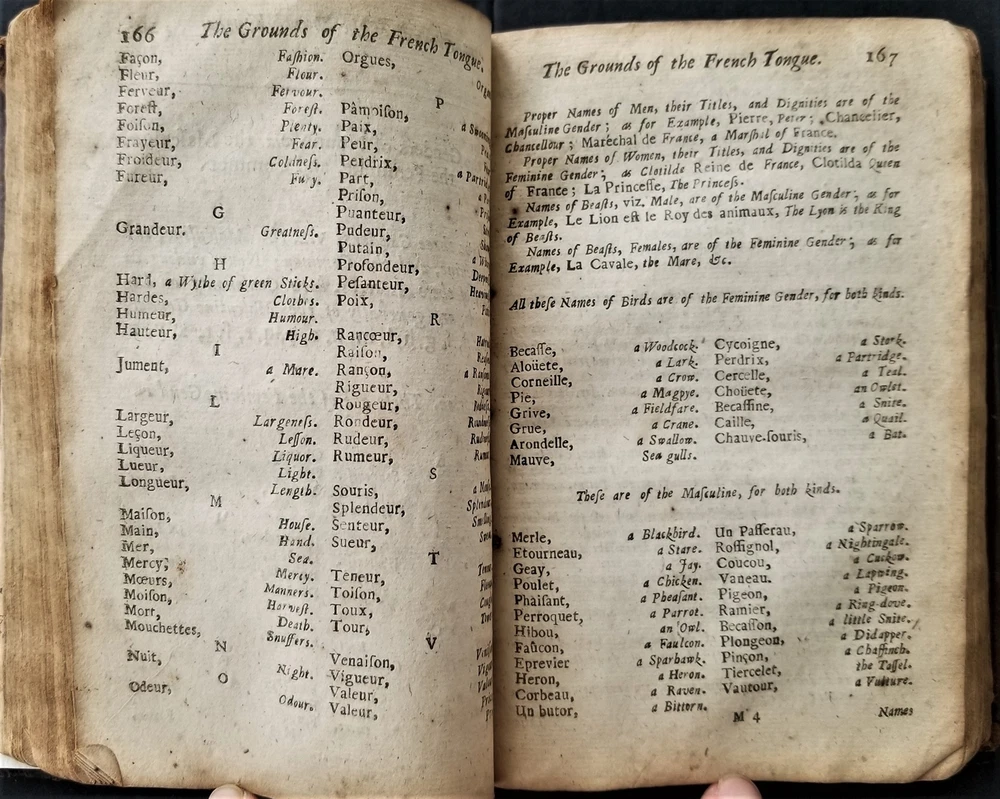 166 The Grounds of the French Tongue.
Façon, Faſhion.
Fleur, Flour.
Ferveur, Fervour.
Foreſt, Foreſt.
Foiſon, Plenty.
Frayeur, Fear.
Froideur, Coldneſs.
Fureur, Fury.
G
Grandeur. Greatneſs.
H
Hard, a Wythe of green Sticks.
Hardes, Cloths.
Humeur, Humour.
Hauteur, High.
I
Jument, a Mare.
L
Largeur, Largeneſs.
Leçon, Leſſon.
Liqueur, Liquor.
Lueur, Light.
Longueur, Length.
M
Maiſon, House.
Main, Hand.
Mer, Sea.
Mercy, Mercy.
Mœurs, Manners.
Moiſon, Harveſt.
Mort, Death.
Mouchettes, Snuffers.
N
Nuit, Night.
O
Odeur, Odour.
Orgues,
P
Pâmoiſon,
Paix,
Peur,
Perdrix,
Part,
Priſon,
Puanteur,
Pudeur,
Putain,
Profondeur,
Peſanteur,
Poix,
R
Rancœur,
Raiſon,
Rançon,
Rigueur,
Rougeur,
Rondeur,
Rudeur,
Rumeur,
S
Souris,
Splendeur,
Senteur,
Sueur,
T
Teneur,
Toiſon,
Toux,
Tour,
V
Venaiſon,
Vigueur,
Valeur,
Valeur,
The Grounds of the French Tongue. 167
Proper Names of Men, their Titles, and Dignities are of the
Maſculine Gender; as for Example, Pierre, Peter; Chancelier,
Chancellour; Maréchal de France, a Marſhal of France.
Proper Names of Women, their Titles, and Dignities are of the
Feminine Gender; as Clotilde Reine de France, Clotilda Queen
of France; La Princeſſe, The Princeſs.
Names of Beaſts, viz. Male, are of the Maſculine Gender; as for
Example, Le Lion eſt le Roy des animaux, The Lyon is the King
of Beaſts.
Names of Beaſts, Females, are of the Feminine Gender; as for
Example, La Cavale, the Mare, &c.
All theſe Names of Birds are of the Feminine Gender, for both kinds.
Becaſſe, a Woodcock.
Aloüete, a Lark.
Corneille, a Crow.
Pie, a Magpye.
Grive, a Fieldfare.
Grue, a Crane.
Arondelle, a Swallow.
Mauve, Sea gulls.
Cycoigne, a Stork.
Perdrix, a Partridge.
Cercelle, a Teal.
Choüete, an Owlet.
Becaſſine, a Snite.
Caille, a Quail.
Chauve-ſouris, a Bat.
Theſe are of the Maſculine, for both kinds.
Merle, a Blackbird.
Etourneau, a Stare.
Geay, a Jay.
Poulet, a Chicken.
Phaiſant, a Pheaſant.
Perroquet, a Parrot.
Hibou, an Owl.
Faûcon, a Faulcon.
Eprevier a Sparhawk.
Heron, a Heron.
Corbeau, a Raven.
Un butor, a Bittern.
Un Paſſerau, a Sparrow.
Roſſignol, a Nightingale.
Coucou, a Cuckow.
Vaneau. a Lapwing.
Pigeon, a Pigeon.
Ramier, a Ring-dove.
Becaſſon, a little Snite.
Plongeon, a Didapper.
Pinçon, a Chaffinch.
Tiercelet, the Taſſel.
Vautour, a Vulture.
M 4 Names